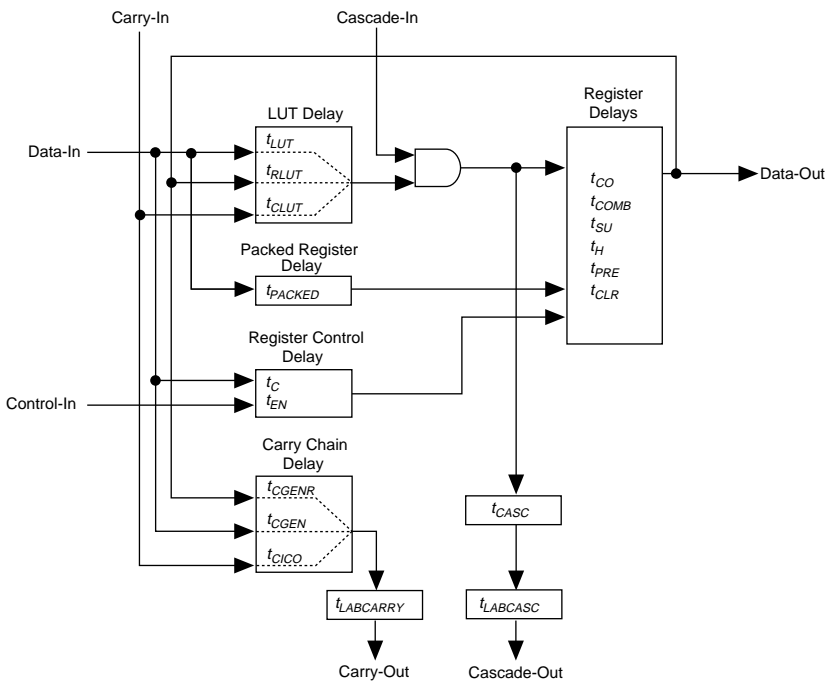 Carry-In
Cascade-In
LUT Delay
Register
Delays
Data-In
tLUT
tRLUT
tCLUT
tCO
tCOMB
tSU
tH
tPRE
tCLR
Data-Out
Packed Register
Delay
tPACKED
Register Control
Delay
tC
tEN
Control-In
Carry Chain
Delay
tCGENR
tCGEN
tCICO
tCASC
tLABCARRY
tLABCASC
Carry-Out
Cascade-Out